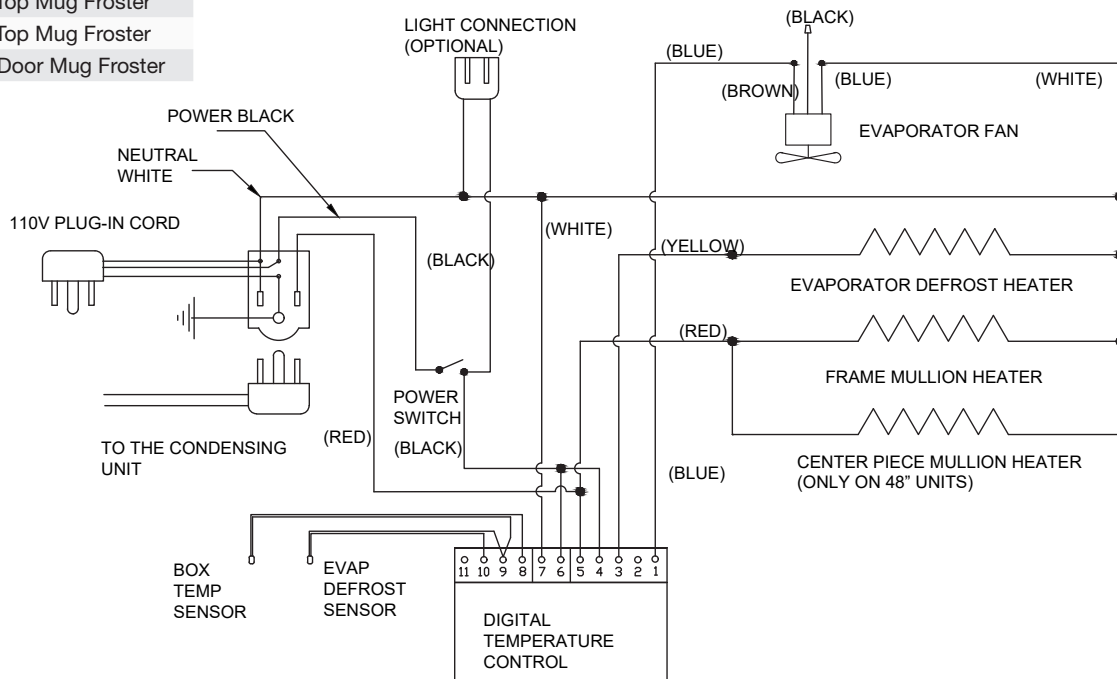 Top Mug Froster
Top Mug Froster
Door Mug Froster
LIGHT CONNECTION
(OPTIONAL)
(BLACK)
(BLUE)
(BROWN)
(BLUE)
(WHITE)
EVAPORATOR FAN
POWER BLACK
NEUTRAL
WHITE
110V PLUG-IN CORD
(BLACK)
(WHITE)
(YELLOW)
EVAPORATOR DEFROST HEATER
(RED)
FRAME MULLION HEATER
POWER
SWITCH
(RED)
(BLACK)
TO THE CONDENSING
UNIT
(BLUE)
CENTER PIECE MULLION HEATER
(ONLY ON 48” UNITS)
BOX
TEMP
SENSOR
EVAP
DEFROST
SENSOR
11 10 9 8 7 6 5 4 3 2 1
DIGITAL
TEMPERATURE
CONTROL